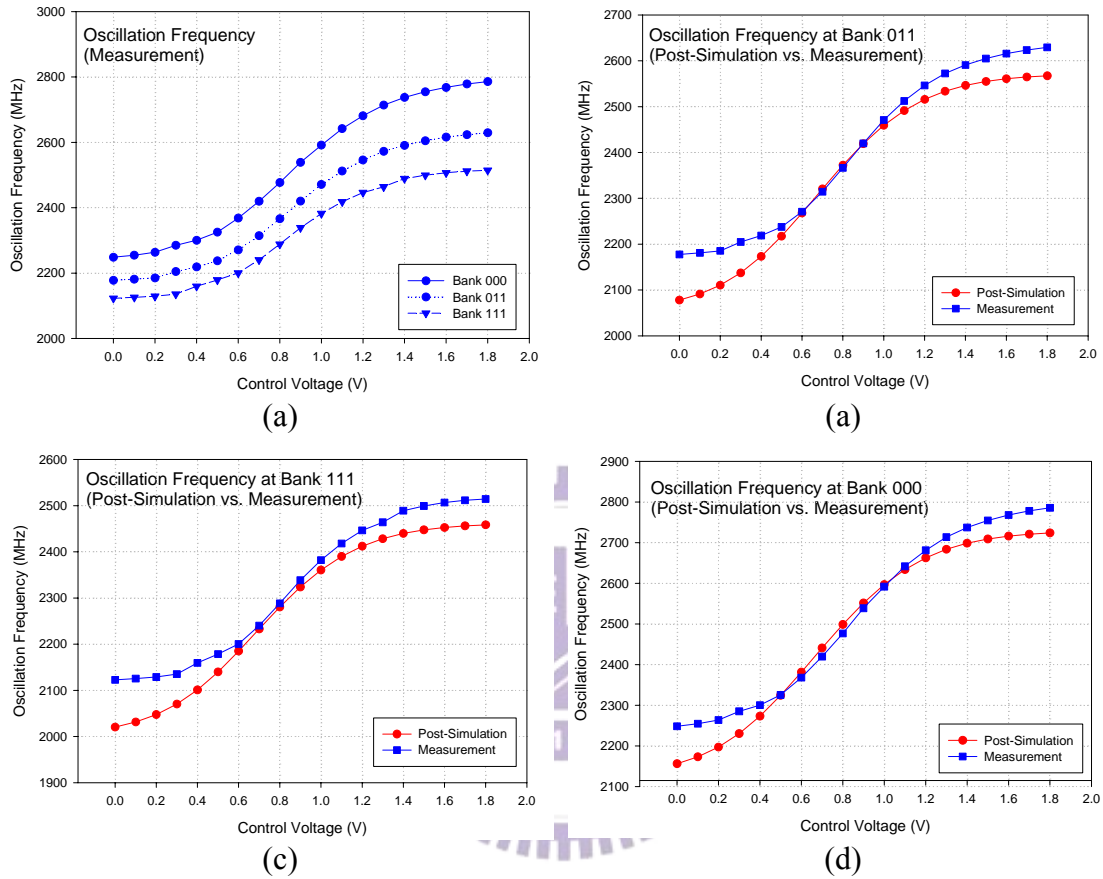 Oscillation Frequency
(Measurement)
Oscillation Frequency (MHz)
3000
2800
2600
2400
2200
2000
0.0 0.2 0.4 0.6 0.8 1.0 1.2 1.4 1.6 1.8 2.0
Control Voltage (V)
Bank 000
Bank 011
Bank 111
(a)
Oscillation Frequency at Bank 011
(Post-Simulation vs. Measurement)
Oscillation Frequency (MHz)
2700
2600
2500
2400
2300
2200
2100
2000
0.0 0.2 0.4 0.6 0.8 1.0 1.2 1.4 1.6 1.8 2.0
Control Voltage (V)
Post-Simulation
Measurement
(a)
Oscillation Frequency at Bank 111
(Post-Simulation vs. Measurement)
Oscillation Frequency (MHz)
2600
2500
2400
2300
2200
2100
2000
1900
0.0 0.2 0.4 0.6 0.8 1.0 1.2 1.4 1.6 1.8 2.0
Control Voltage (V)
Post-Simulation
Measurement
(c)
Oscillation Frequency at Bank 000
(Post-Simulation vs. Measurement)
Oscillation Frequency (MHz)
2900
2800
2700
2600
2500
2400
2300
2200
2100
0.0 0.2 0.4 0.6 0.8 1.0 1.2 1.4 1.6 1.8 2.0
Control Voltage (V)
Post-Simulation
Measurement
(d)